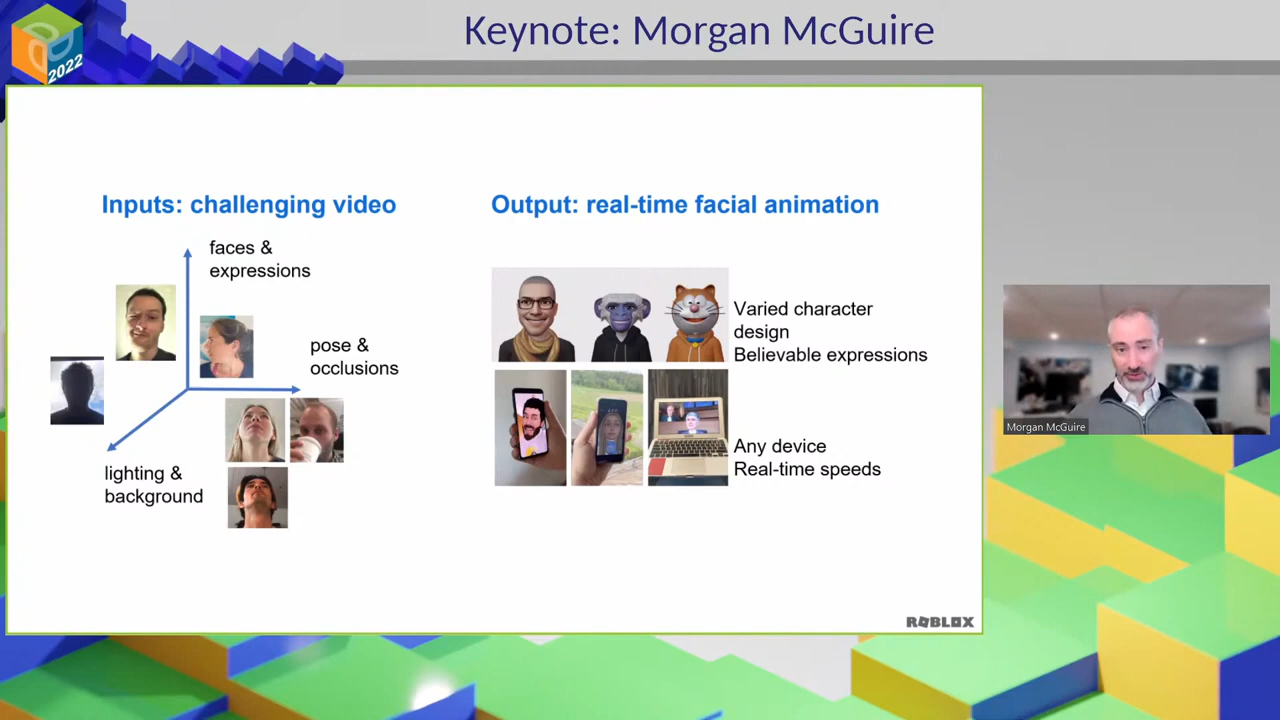 Keynote: Morgan McGuire
2022
Inputs: challenging video
faces &
expressions
pose &
occlusions
lighting &
background
Output: real-time facial animation
Varied character
design
Believable expressions
Any device
Real-time speeds
ROBLOX
Morgan McGuire